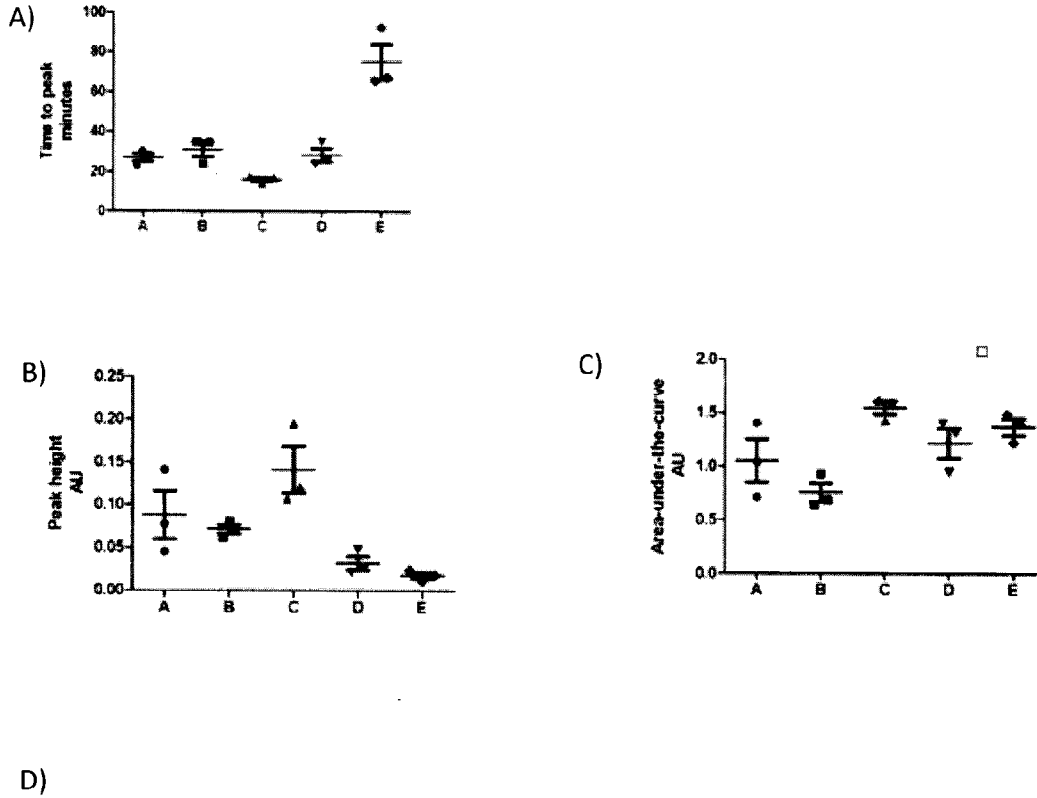 A)
Time to peak
minutes
100
80
60
40
20
0
A B C D E
B)
Peak height
AU
0.25
0.20
0.15
0.10
0.05
0.00
A B C D E
C)
Area-under-the-curve
AU
2.0
1.5
1.0
0.5
0.0
A B C D E
D)